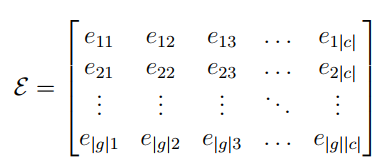 e₁₁ e₁₂ e₁₃ … e₁|c|
e₂₁ e₂₂ e₂₃ … e₂|c|
ℰ = ⋮ ⋮ ⋮ ⋱ ⋮
e|g|₁ e|g|₂ e|g|₃ … e|g||c|